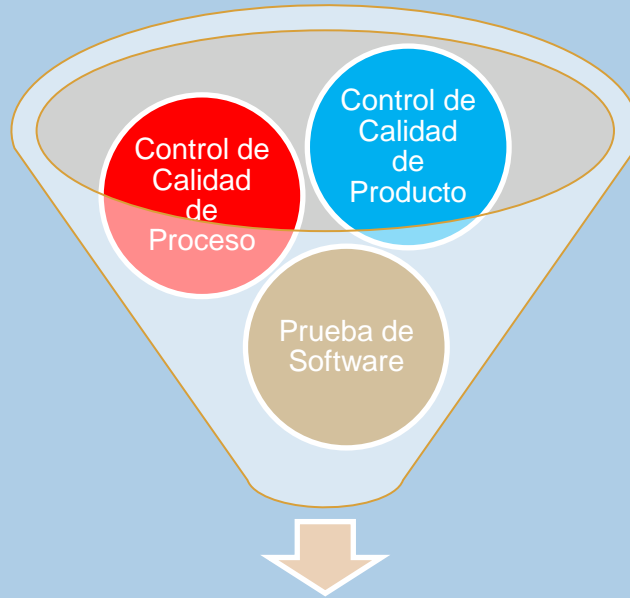 Control de
Calidad
de
Proceso
Control de
Calidad
de
Producto
Prueba de
Software